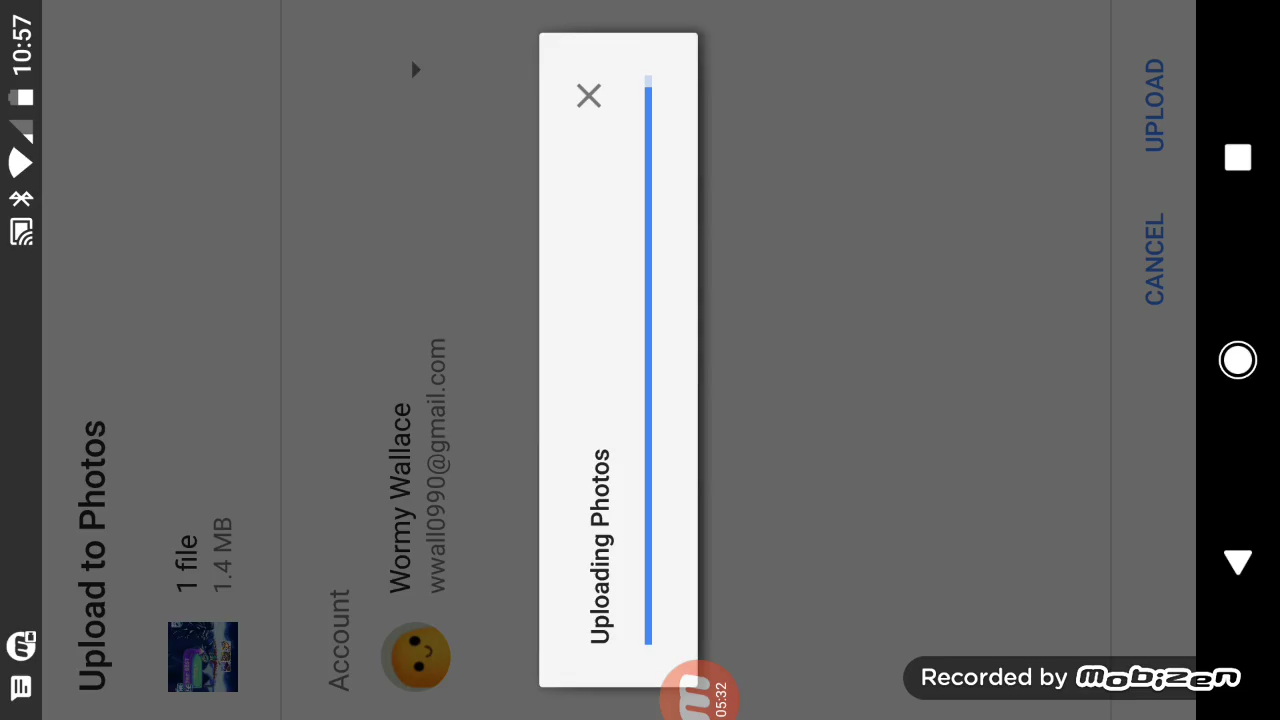 10:57
Upload to Photos
1 file
1.4 MB
Account
Wormy Wallace
wwall0990@gmail.com
Uploading Photos
CANCEL
UPLOAD
05:32
Recorded by mobizen